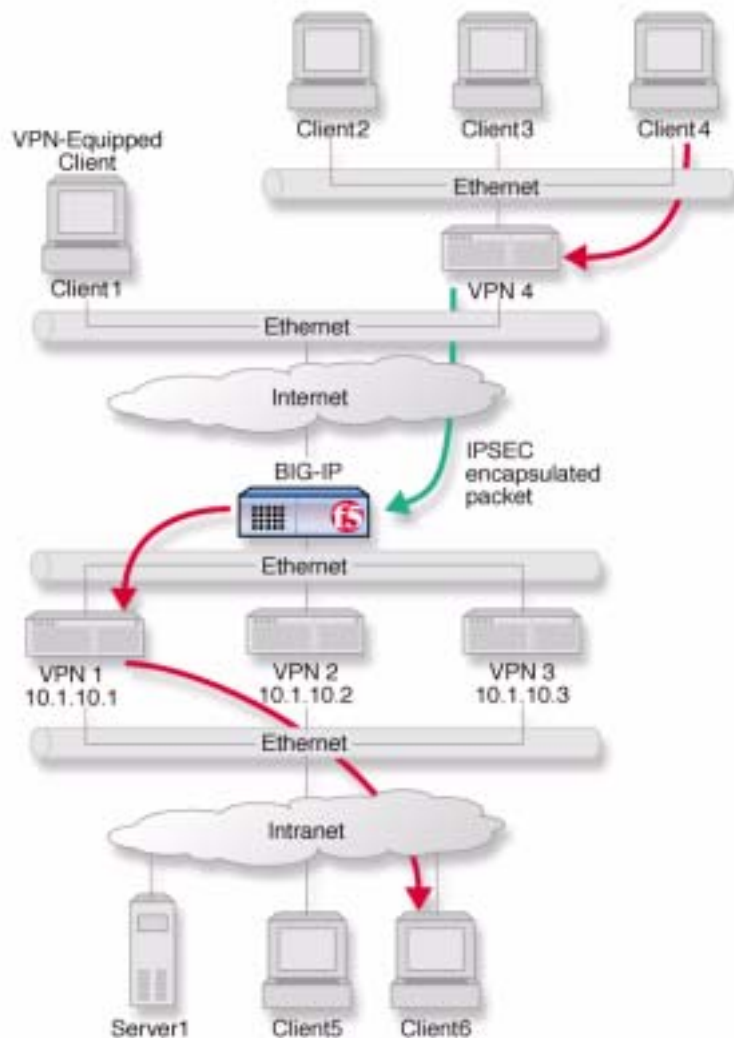 Client2
Client3
Client4
VPN-Equipped
Client
Ethernet
Client1
VPN 4
Ethernet
Internet
BIG-IP
IPSEC
encapsulated
packet
f5
Ethernet
VPN 1
10.1.10.1
VPN 2
10.1.10.2
VPN 3
10.1.10.3
Ethernet
Intranet
Server1
Client5
Client6